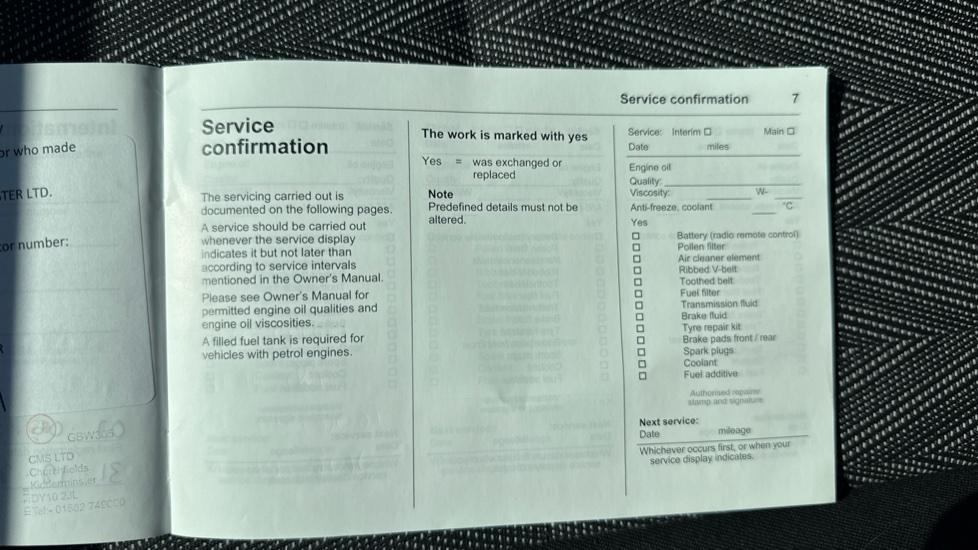 or who made
TER LTD.
or number:
GBW305
CMS LTD
Churchfields
Kidderminster
DY10 2JL
Service confirmation 7
Service
confirmation
The servicing carried out is
documented on the following pages.
A service should be carried out
whenever the service display
indicates it but not later than
according to service intervals
mentioned in the Owner's Manual.
Please see Owner's Manual for
permitted engine oil qualities and
engine oil viscosities.
A filled fuel tank is required for
vehicles with petrol engines.
The work is marked with yes
Yes = was exchanged or
replaced
Note
Predefined details must not be
altered.
Service: Interim ☐ Main ☐
Date miles
Engine oil
Quality:
Viscosity: W-
Anti-freeze, coolant °C
Yes
☐ Battery (radio remote control)
☐ Pollen filter
☐ Air cleaner element
☐ Ribbed V-belt
☐ Toothed belt
☐ Fuel filter
☐ Transmission fluid
☐ Brake fluid
☐ Tyre repair kit
☐ Brake pads front / rear
☐ Spark plugs
☐ Coolant
☐ Fuel additive
Authorised repairer
stamp and signature
Next service:
Date mileage
Whichever occurs first, or when your
service display indicates.